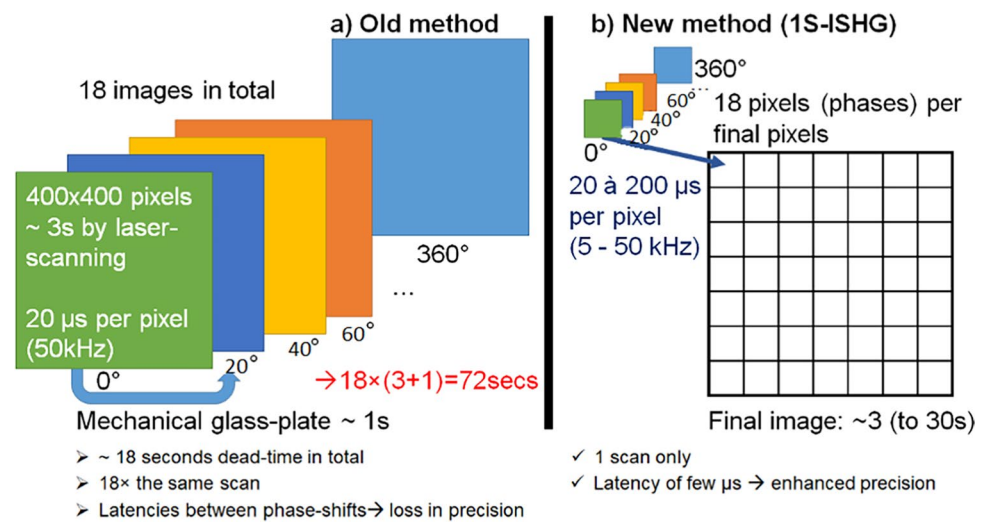 a) Old method
18 images in total
400x400 pixels
~ 3s by laser-
scanning
20 µs per pixel
(50kHz)
0°
20°
40°
60°
...
360°
→18×(3+1)=72secs
Mechanical glass-plate ~ 1s
➢ ~ 18 seconds dead-time in total
➢ 18× the same scan
➢ Latencies between phase-shifts→ loss in precision
b) New method (1S-ISHG)
360°
...
60°
40°
20°
0°
18 pixels (phases) per
final pixels
20 à 200 µs
per pixel
(5 - 50 kHz)
Final image: ~3 (to 30s)
✓ 1 scan only
✓ Latency of few µs → enhanced precision